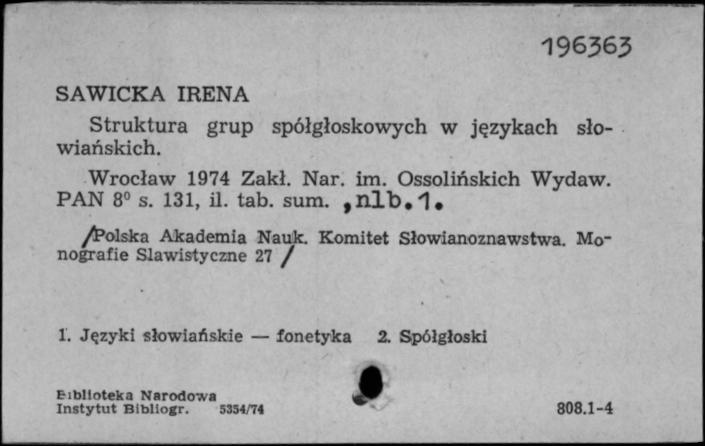 196363
SAWICKA IRENA
Struktura grup spółgłoskowych w językach sło-
wiańskich.
Wrocław 1974 Zakł. Nar. im. Ossolińskich Wydaw.
PAN 8° s. 131, il. tab. sum. ,nlb.1.
/Polska Akademia Nauk. Komitet Słowianoznawstwa. Mo-
nografie Slawistyczne 27 /
1. Języki słowiańskie — fonetyka 2. Spółgłoski
Biblioteka Narodowa
Instytut Bibliogr. 5354/74 808.1-4